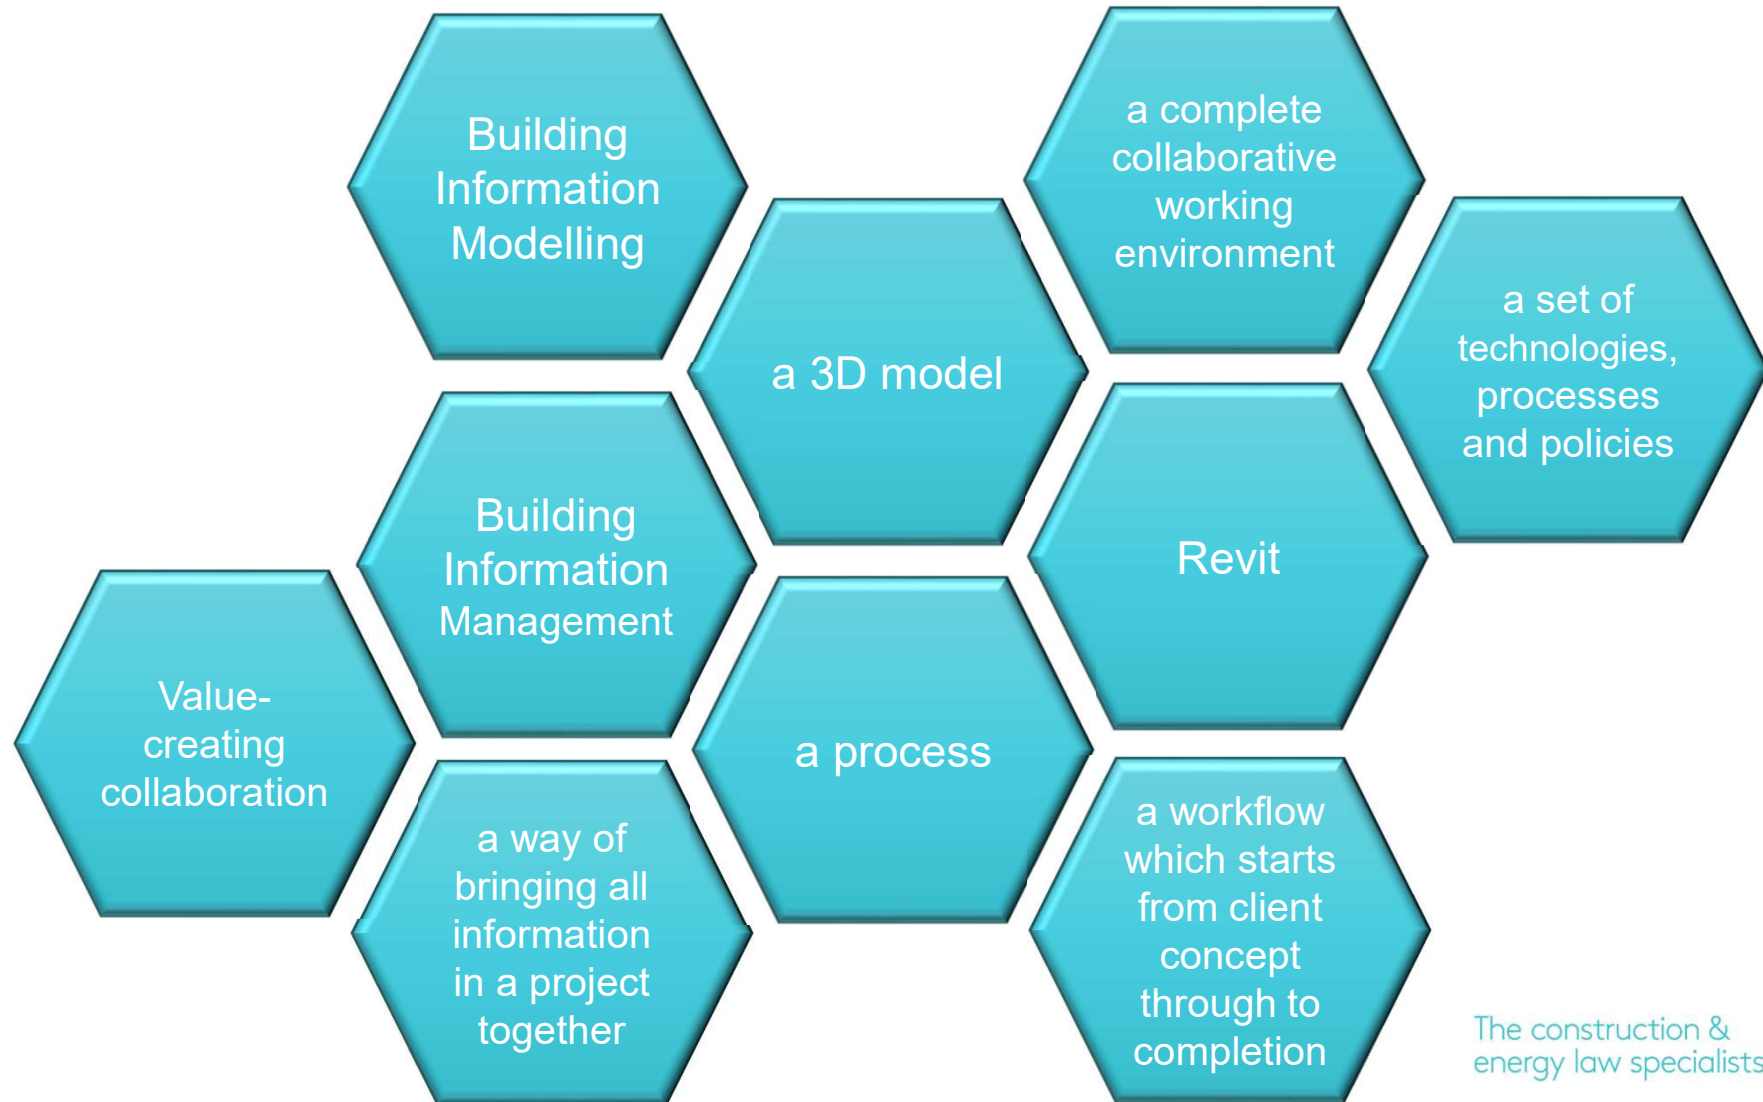 Building
Information
Modelling
a complete
collaborative
working
environment
a 3D model
a set of
technologies,
processes
and policies
Building
Information
Management
Revit
Value-
creating
collaboration
a process
a way of
bringing all
information
in a project
together
a workflow
which starts
from client
concept
through to
completion
The construction &
energy law specialists